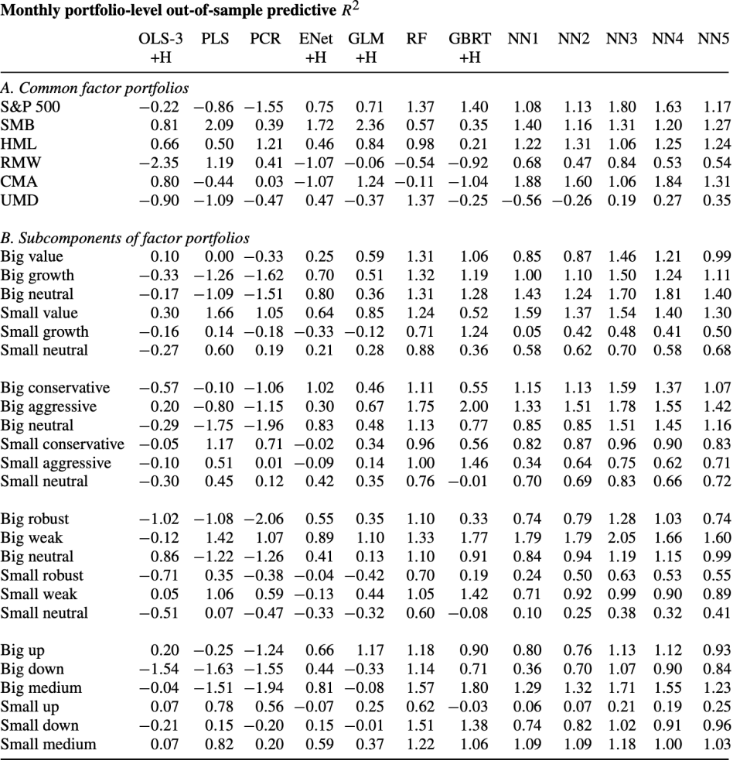 Monthly portfolio-level out-of-sample predictive R2
OLS-3 PLS PCR ENet GLM RF GBRT NN1 NN2 NN3 NN4 NN5
+H +H +H +H
A. Common factor portfolios
S&P 500 −0.22 −0.86 −1.55 0.75 0.71 1.37 1.40 1.08 1.13 1.80 1.63 1.17
SMB 0.81 2.09 0.39 1.72 2.36 0.57 0.35 1.40 1.16 1.31 1.20 1.27
HML 0.66 0.50 1.21 0.46 0.84 0.98 0.21 1.22 1.31 1.06 1.25 1.24
RMW −2.35 1.19 0.41 −1.07 −0.06 −0.54 −0.92 0.68 0.47 0.84 0.53 0.54
CMA 0.80 −0.44 0.03 −1.07 1.24 −0.11 −1.04 1.88 1.60 1.06 1.84 1.31
UMD −0.90 −1.09 −0.47 0.47 −0.37 1.37 −0.25 −0.56 −0.26 0.19 0.27 0.35
B. Subcomponents of factor portfolios
Big value 0.10 0.00 −0.33 0.25 0.59 1.31 1.06 0.85 0.87 1.46 1.21 0.99
Big growth −0.33 −1.26 −1.62 0.70 0.51 1.32 1.19 1.00 1.10 1.50 1.24 1.11
Big neutral −0.17 −1.09 −1.51 0.80 0.36 1.31 1.28 1.43 1.24 1.70 1.81 1.40
Small value 0.30 1.66 1.05 0.64 0.85 1.24 0.52 1.59 1.37 1.54 1.40 1.30
Small growth −0.16 0.14 −0.18 −0.33 −0.12 0.71 1.24 0.05 0.42 0.48 0.41 0.50
Small neutral −0.27 0.60 0.19 0.21 0.28 0.88 0.36 0.58 0.62 0.70 0.58 0.68
Big conservative −0.57 −0.10 −1.06 1.02 0.46 1.11 0.55 1.15 1.13 1.59 1.37 1.07
Big aggressive 0.20 −0.80 −1.15 0.30 0.67 1.75 2.00 1.33 1.51 1.78 1.55 1.42
Big neutral −0.29 −1.75 −1.96 0.83 0.48 1.13 0.77 0.85 0.85 1.51 1.45 1.16
Small conservative −0.05 1.17 0.71 −0.02 0.34 0.96 0.56 0.82 0.87 0.96 0.90 0.83
Small aggressive −0.10 0.51 0.01 −0.09 0.14 1.00 1.46 0.34 0.64 0.75 0.62 0.71
Small neutral −0.30 0.45 0.12 0.42 0.35 0.76 −0.01 0.70 0.69 0.83 0.66 0.72
Big robust −1.02 −1.08 −2.06 0.55 0.35 1.10 0.33 0.74 0.79 1.28 1.03 0.74
Big weak −0.12 1.42 1.07 0.89 1.10 1.33 1.77 1.79 1.79 2.05 1.66 1.60
Big neutral 0.86 −1.22 −1.26 0.41 0.13 1.10 0.91 0.84 0.94 1.19 1.15 0.99
Small robust −0.71 0.35 −0.38 −0.04 −0.42 0.70 0.19 0.24 0.50 0.63 0.53 0.55
Small weak 0.05 1.06 0.59 −0.13 0.44 1.05 1.42 0.71 0.92 0.99 0.90 0.89
Small neutral −0.51 0.07 −0.47 −0.33 −0.32 0.60 −0.08 0.10 0.25 0.38 0.32 0.41
Big up 0.20 −0.25 −1.24 0.66 1.17 1.18 0.90 0.80 0.76 1.13 1.12 0.93
Big down −1.54 −1.63 −1.55 0.44 −0.33 1.14 0.71 0.36 0.70 1.07 0.90 0.84
Big medium −0.04 −1.51 −1.94 0.81 −0.08 1.57 1.80 1.29 1.32 1.71 1.55 1.23
Small up 0.07 0.78 0.56 −0.07 0.25 0.62 −0.03 0.06 0.07 0.21 0.19 0.25
Small down −0.21 0.15 −0.20 0.15 −0.01 1.51 1.38 0.74 0.82 1.02 0.91 0.96
Small medium 0.07 0.82 0.20 0.59 0.37 1.22 1.06 1.09 1.09 1.18 1.00 1.03